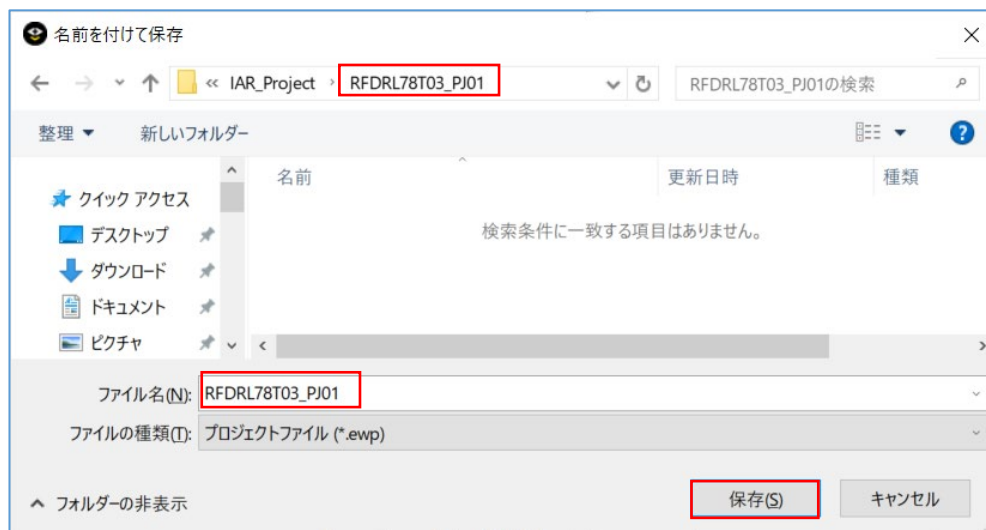 名前を付けて保存
« IAR_Project › RFDRL78T03_PJ01
RFDRL78T03_PJ01の検索
整理 新しいフォルダー
名前 更新日時 種類
検索条件に一致する項目はありません。
クイック アクセス
デスクトップ
ダウンロード
ドキュメント
ピクチャ
ファイル名(N): RFDRL78T03_PJ01
ファイルの種類(T): プロジェクトファイル (*.ewp)
フォルダーの非表示
保存(S) キャンセル